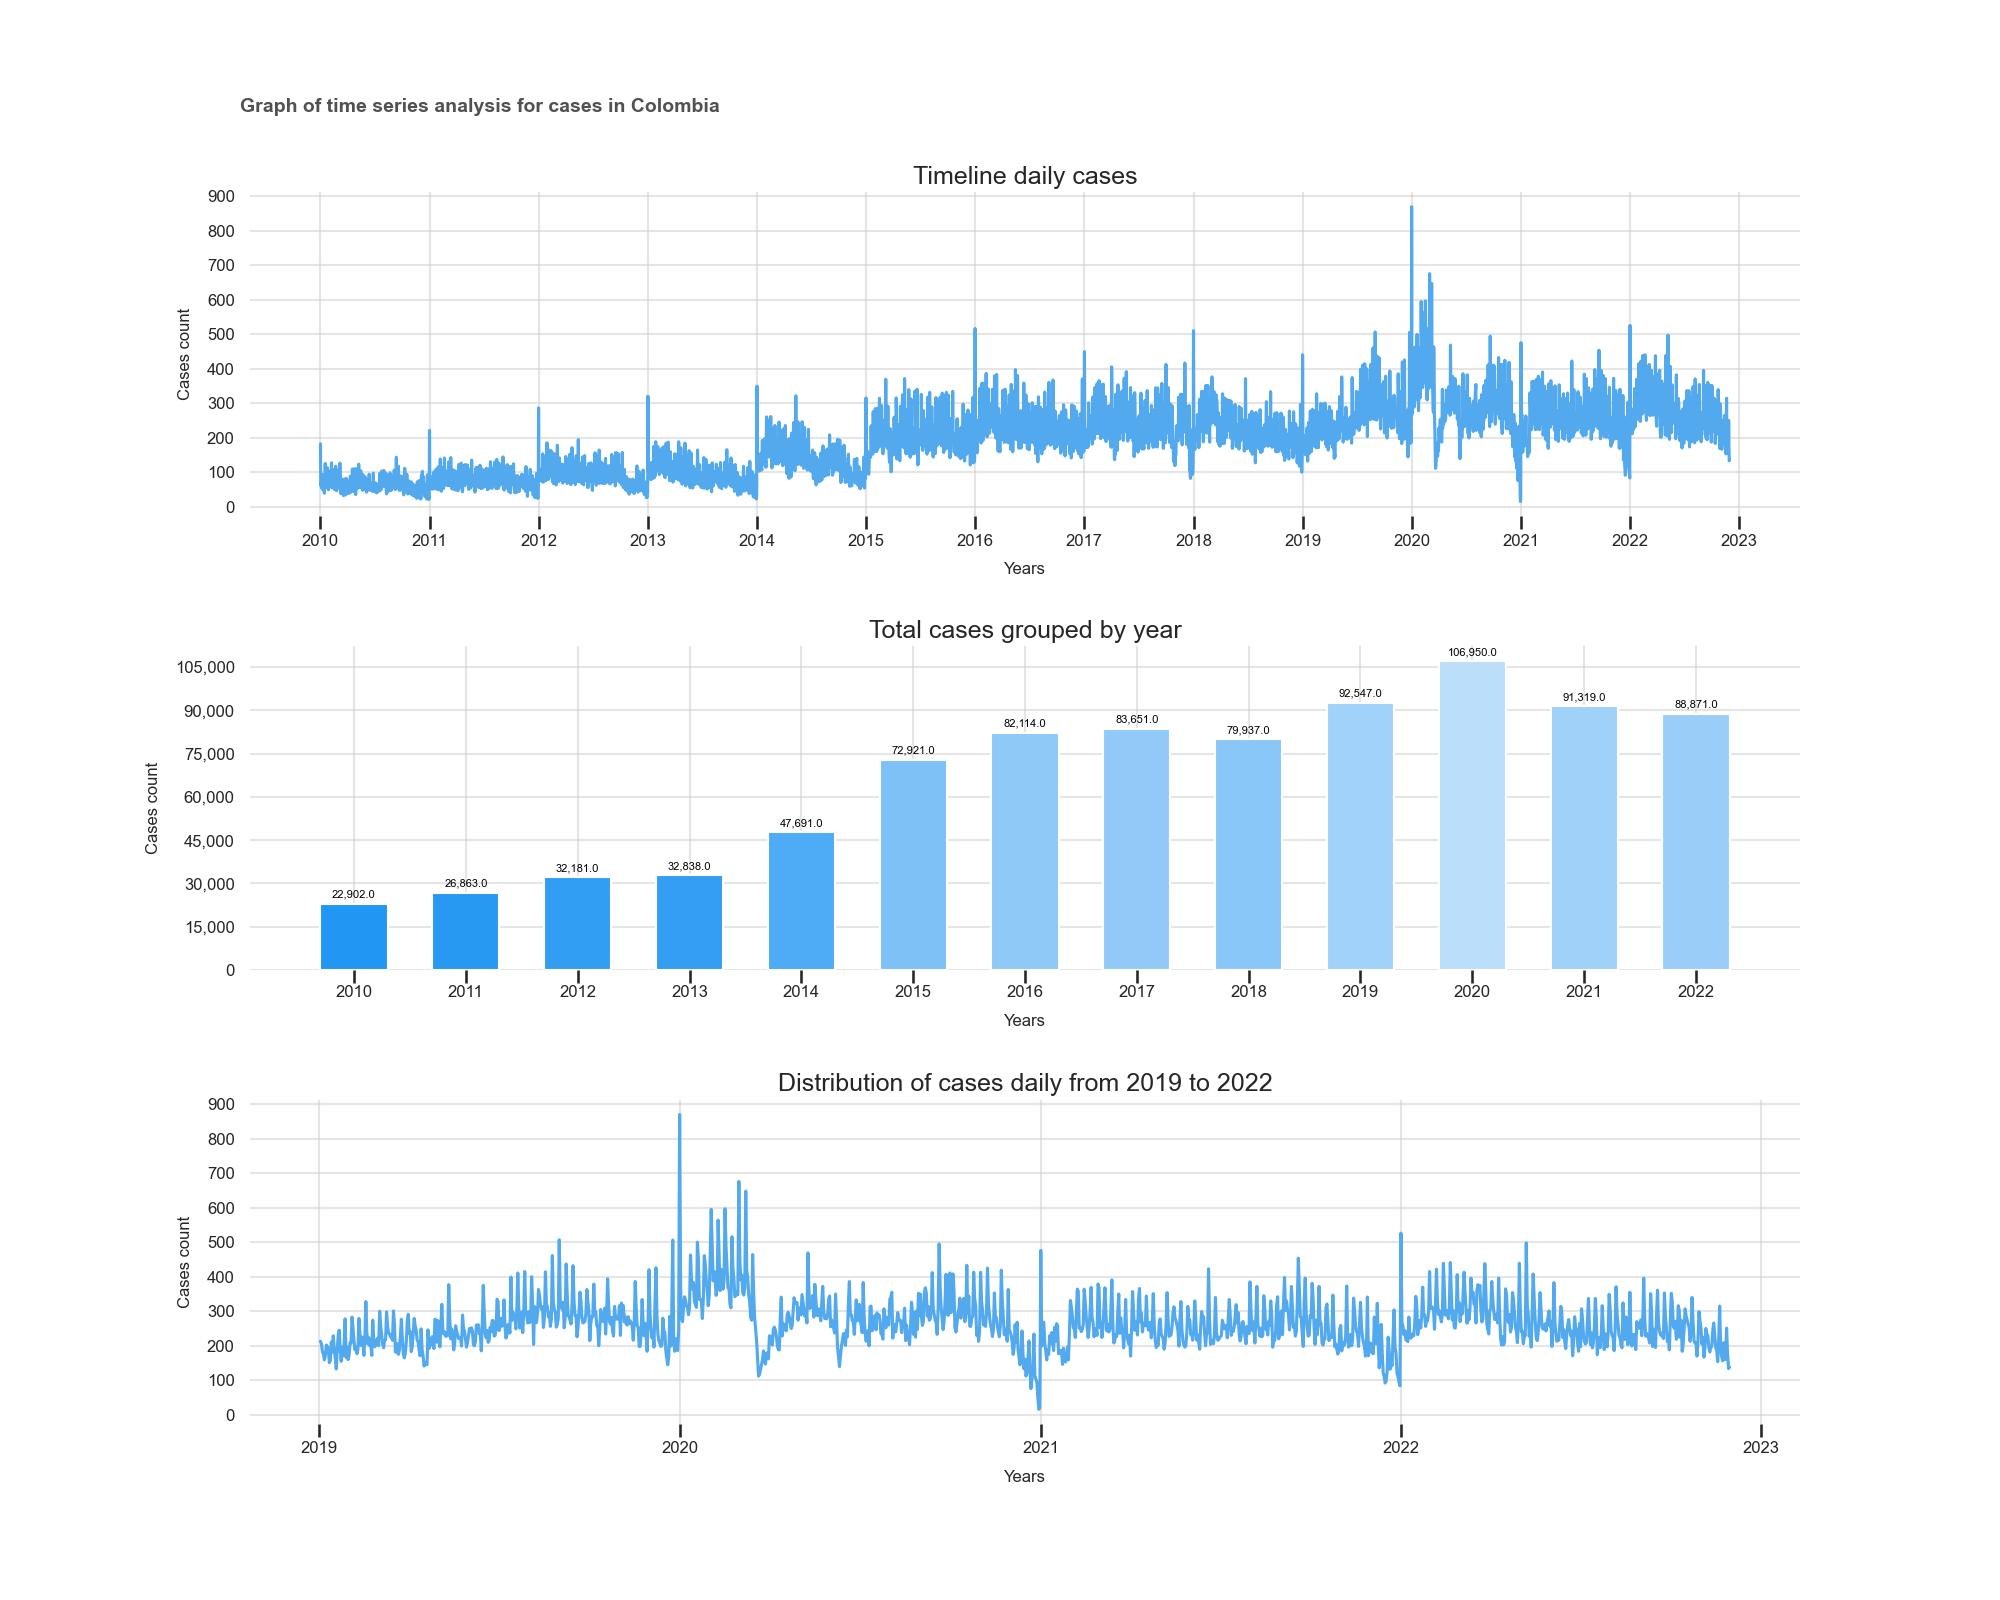 Graph of time series analysis for cases in Colombia
Timeline daily cases
900
800
700
600
500
400
300
200
100
0
Cases count
2010 2011 2012 2013 2014 2015 2016 2017 2018 2019 2020 2021 2022 2023
Years
Total cases grouped by year
105,000
90,000
75,000
60,000
45,000
30,000
15,000
0
Cases count
22,902.0 26,863.0 32,181.0 32,838.0 47,691.0 72,921.0 82,114.0 83,651.0 79,937.0 92,547.0 106,950.0 91,319.0 88,871.0
2010 2011 2012 2013 2014 2015 2016 2017 2018 2019 2020 2021 2022
Years
Distribution of cases daily from 2019 to 2022
900
800
700
600
500
400
300
200
100
0
Cases count
2019 2020 2021 2022 2023
Years